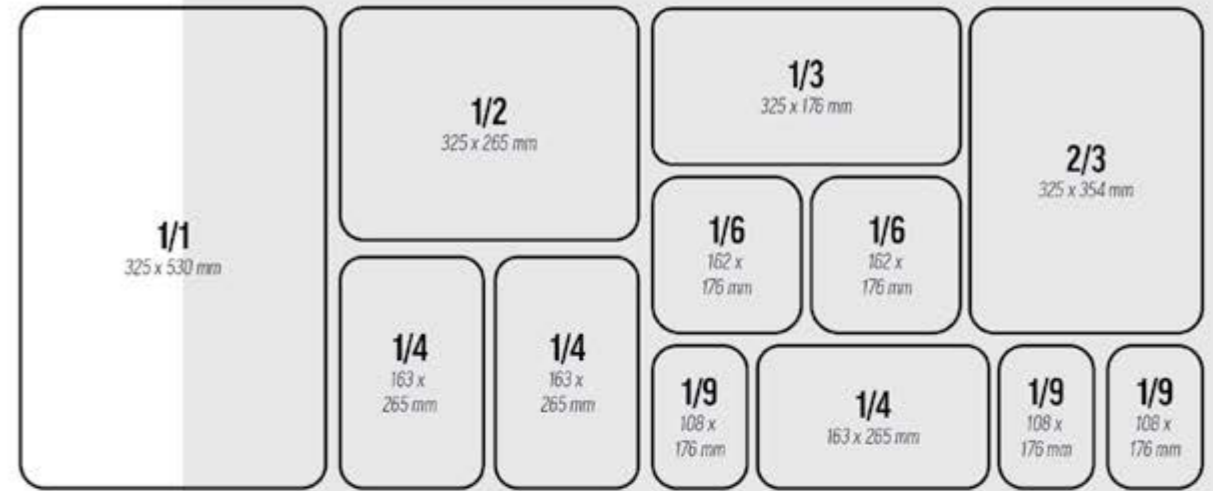 1/1
325 x 530 mm
1/2
325 x 265 mm
1/4
163 x
265 mm
1/4
163 x
265 mm
1/3
325 x 176 mm
1/6
162 x
176 mm
1/6
162 x
176 mm
2/3
325 x 354 mm
1/9
108 x
176 mm
1/4
163 x 265 mm
1/9
108 x
176 mm
1/9
108 x
176 mm